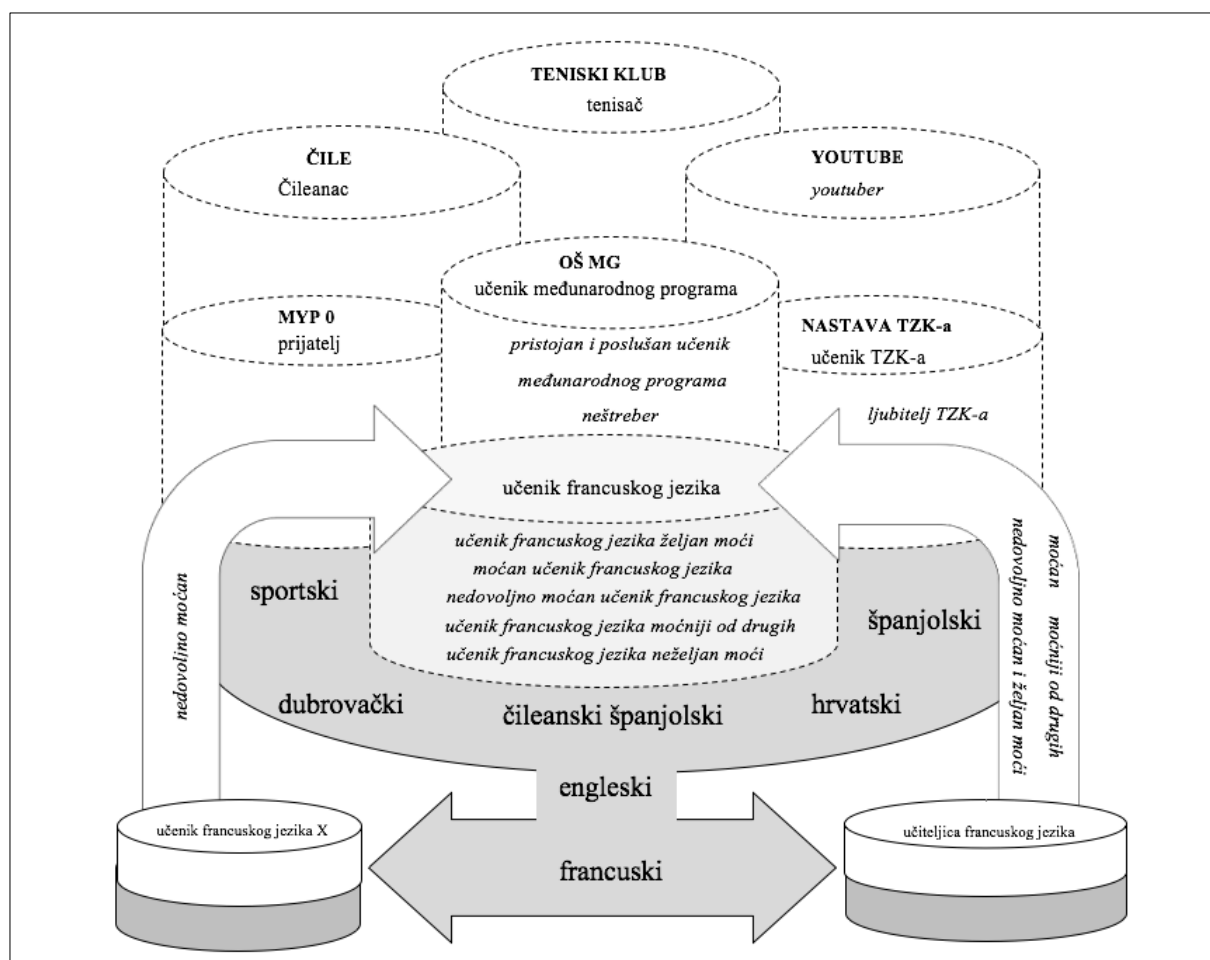 TENISKI KLUB
tenisač
ČILE
Čileanac
YOUTUBE
youtuber
OŠ MG
učenik međunarodnog programa
MYP 0
prijatelj
NASTAVA TZK-a
učenik TZK-a
pristojan i poslušan učenik
međunarodnog programa
neštreber
ljubitelj TZK-a
učenik francuskog jezika
učenik francuskog jezika željan moći
moćan učenik francuskog jezika
nedovoljno moćan učenik francuskog jezika
učenik francuskog jezika moćniji od drugih
učenik francuskog jezika neželjan moći
nedovoljno moćan
moćan moćniji od drugih
nedovoljno moćan i željan moći
sportski
španjolski
dubrovački
čileanski španjolski
hrvatski
engleski
francuski
učenik francuskog jezika X
učiteljica francuskog jezika